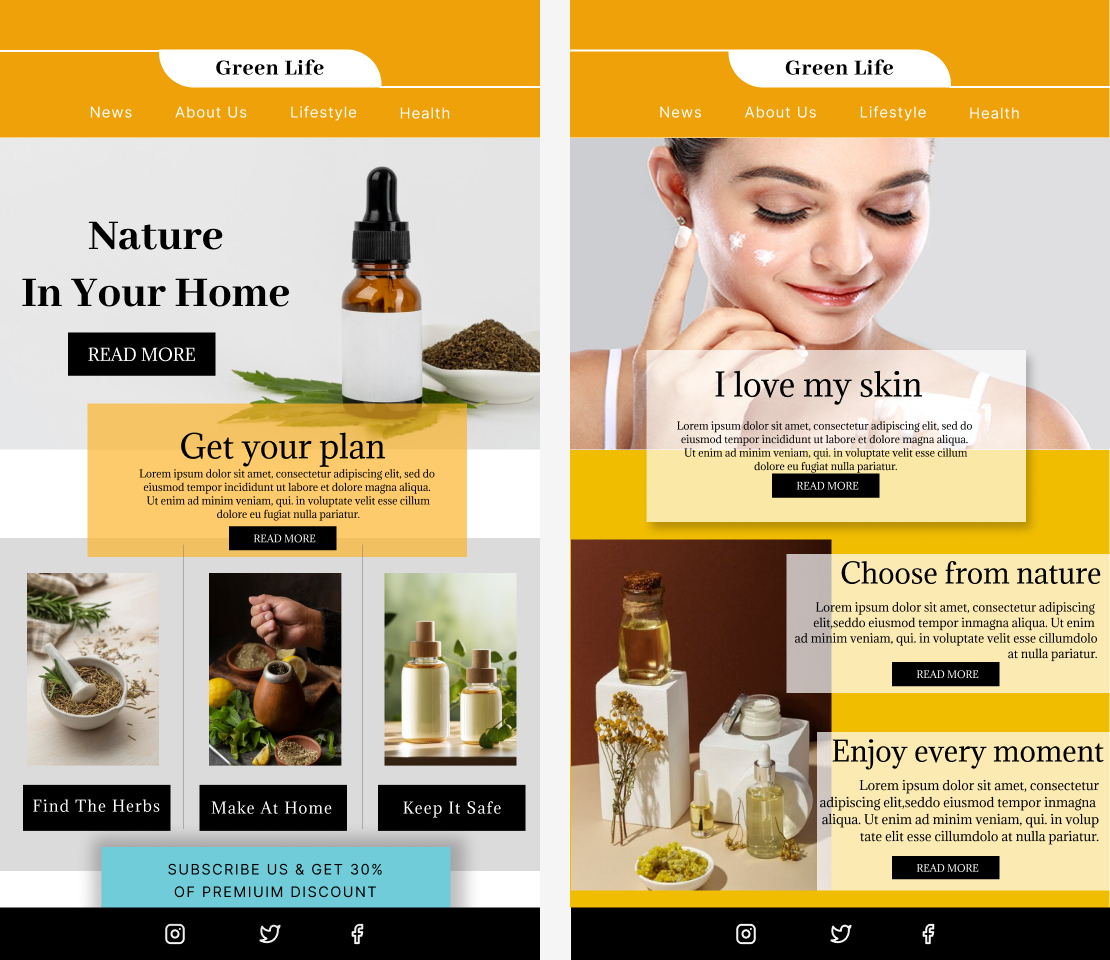 Green Life
News About Us Lifestyle Health
Nature
In Your Home
READ MORE
Get your plan
Lorem ipsum dolor sit amet, consectetur adipiscing elit, sed do
eiusmod tempor incididunt ut labore et dolore magna aliqua.
Ut enim ad minim veniam, qui. in voluptate velit esse cillum
dolore eu fugiat nulla pariatur.
READ MORE
Find The Herbs
Make At Home
Keep It Safe
SUBSCRIBE US & GET 30%
OF PREMIUIM DISCOUNT
Green Life
News About Us Lifestyle Health
I love my skin
Lorem ipsum dolor sit amet, consectetur adipiscing elit, sed do
eiusmod tempor incididunt ut labore et dolore magna aliqua.
Ut enim ad minim veniam, qui. in voluptate velit esse cillum
dolore eu fugiat nulla pariatur.
READ MORE
Choose from nature
Lorem ipsum dolor sit amet, consectetur adipiscing
elit,seddo eiusmod tempor inmagna aliqua. Ut enim
ad minim veniam, qui. in voluptate velit esse cillumdolo
at nulla pariatur.
READ MORE
Enjoy every moment
Lorem ipsum dolor sit amet, consectetur
adipiscing elit,seddo eiusmod tempor inmagna
aliqua. Ut enim ad minim veniam, qui. in volup
tate elit esse cillumdolo at nulla pariatur.
READ MORE